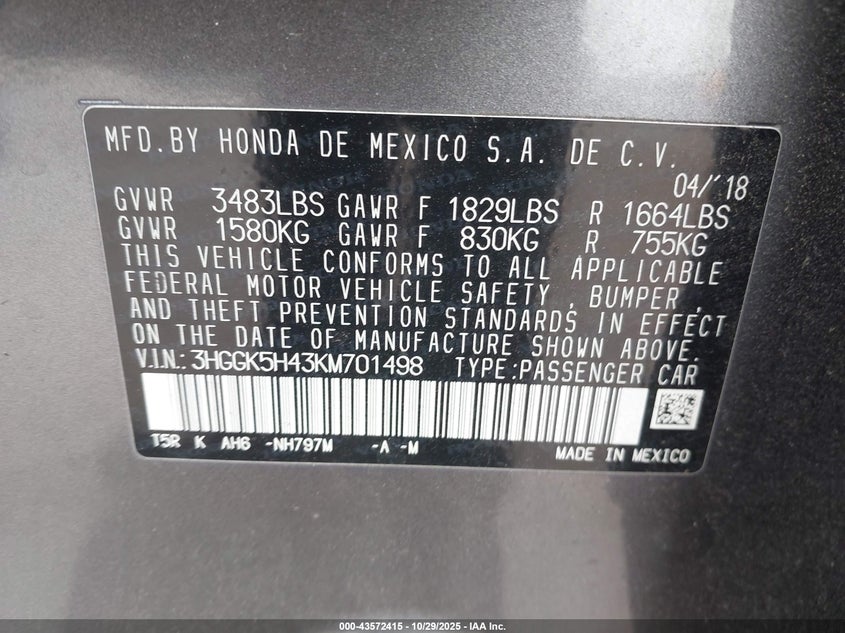 MFD.BY HONDA DE MEXICO S.A. DE C.V.
04/'18
GVWR 3483LBS GAWR F 1829LBS R 1664LBS
GVWR 1580KG GAWR F 830KG R 755KG
THIS VEHICLE CONFORMS TO ALL APPLICABLE
FEDERAL MOTOR VEHICLE SAFETY , BUMPER ,
AND THEFT PREVENTION STANDARDS IN EFFECT
ON THE DATE OF MANUFACTURE SHOWN ABOVE.
V.I.N.: 3HGGK5H43KM701498 TYPE:PASSENGER CAR
T5R K AH6 -NH797M -A -M
MADE IN MEXICO
000-43572415 - 10/29/2025 - IAA Inc.